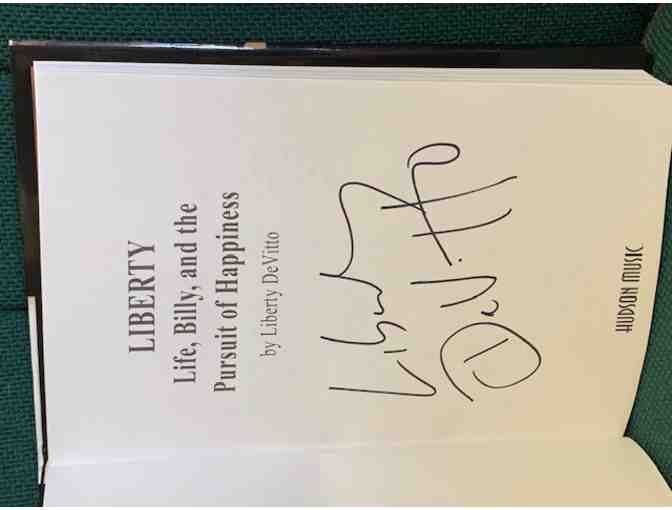 LIBERTY
Life, Billy, and the
Pursuit of Happiness
by Liberty DeVitto
Liberty
DeVitto
HUDSON MUSIC